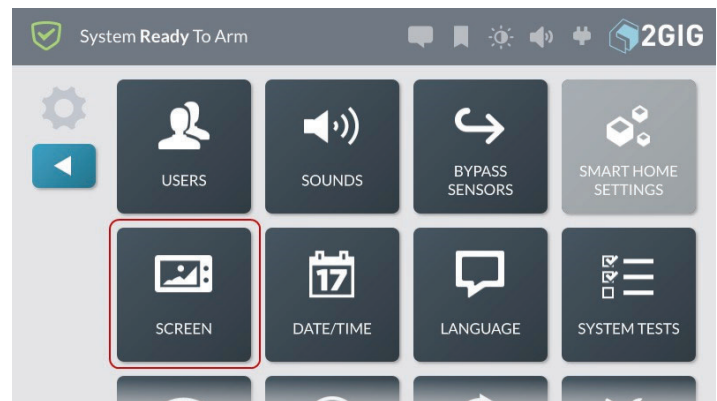 System Ready To Arm
2GIG
USERS
SOUNDS
BYPASS
SENSORS
SMART HOME
SETTINGS
SCREEN
17
DATE/TIME
LANGUAGE
SYSTEM TESTS